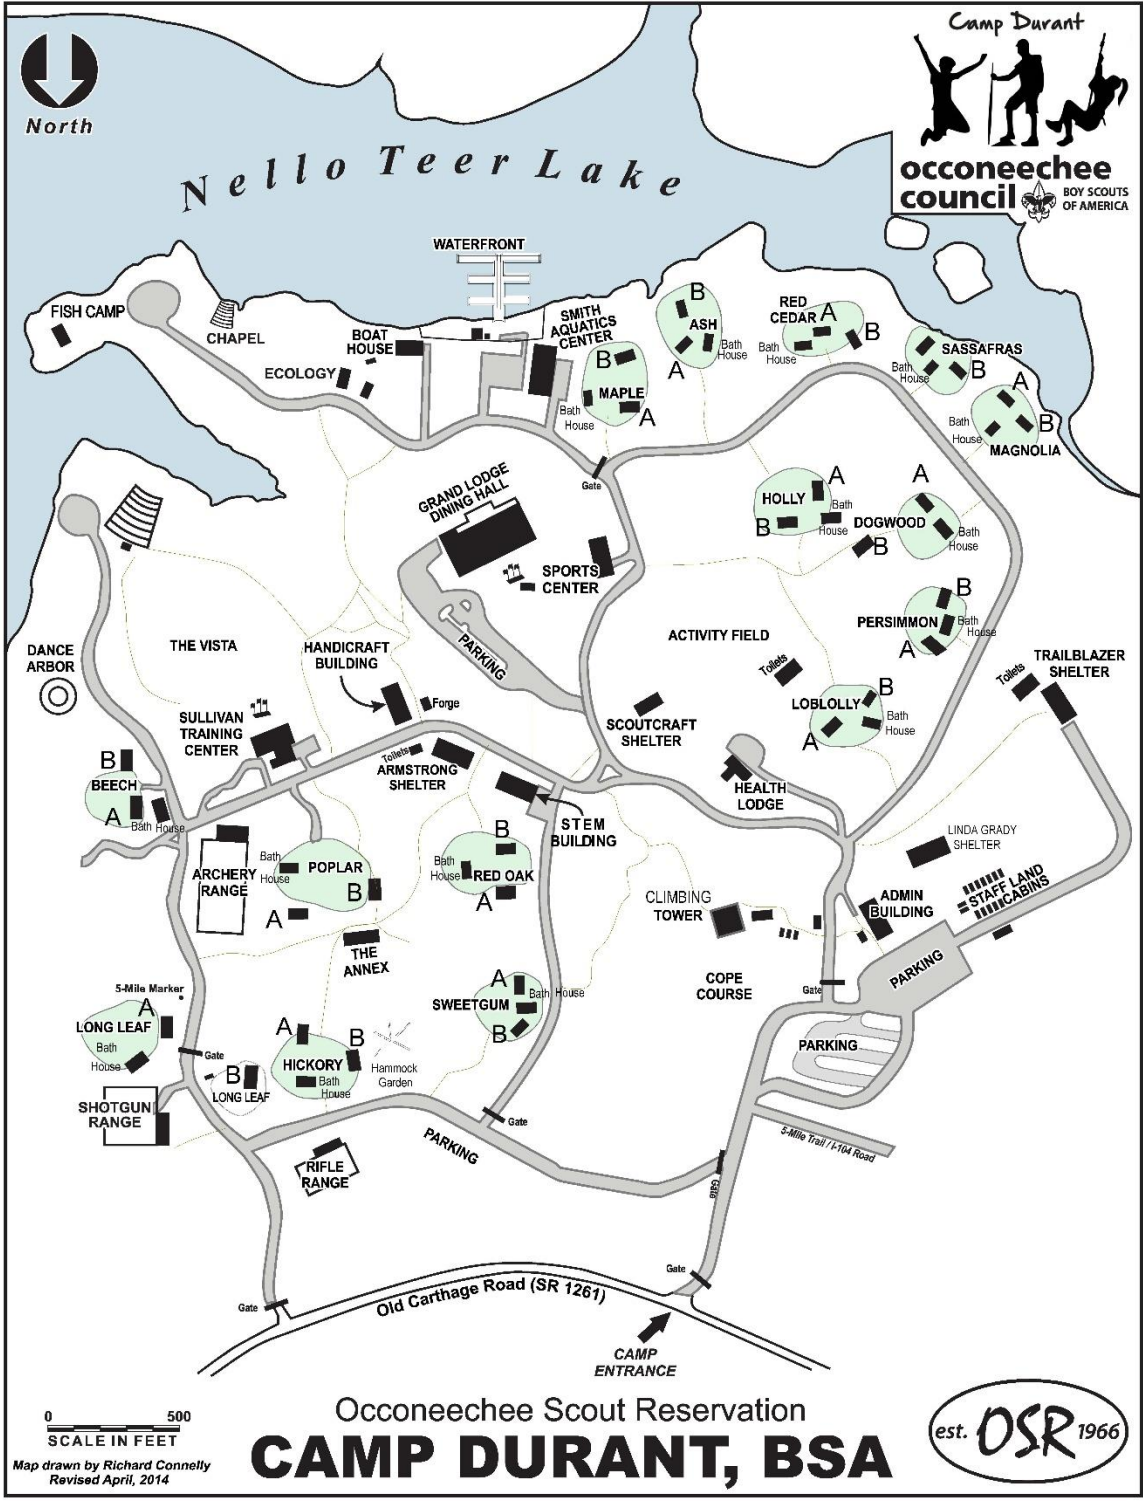 North
Camp Durant
occoneechee
council
BOY SCOUTS
OF AMERICA
Nello Teer Lake
WATERFRONT
FISH CAMP
CHAPEL
BOAT
HOUSE
ECOLOGY
SMITH
AQUATICS
CENTER
B
ASH
Bath
House
A
RED
CEDAR
A
B
Bath
House
SASSAFRAS
Bath
House
B
A
B
Bath
House
MAGNOLIA
B
MAPLE
A
Bath
House
Gate
GRAND LODGE
DINING HALL
HOLLY
A
B
Bath
House
A
DOGWOOD
B
Bath
House
SPORTS
CENTER
B
PERSIMMON
Bath
House
A
ACTIVITY FIELD
Toilets
THE VISTA
HANDICRAFT
BUILDING
PARKING
DANCE
ARBOR
Toilets
TRAILBLAZER
SHELTER
B
LOBLOLLY
Bath
House
A
Forge
SCOUTCRAFT
SHELTER
SULLIVAN
TRAINING
CENTER
Toilets
ARMSTRONG
SHELTER
HEALTH
LODGE
B
BEECH
A
Bath House
STEM
BUILDING
LINDA GRADY
SHELTER
ARCHERY
RANGE
Bath
House
POPLAR
B
A
B
Bath
House
RED OAK
A
CLIMBING
TOWER
ADMIN
BUILDING
STAFF LAND
CABINS
THE
ANNEX
PARKING
COPE
COURSE
Gate
5-Mile Marker
A
LONG LEAF
Bath
House
Gate
A
SWEETGUM
Bath House
B
A
B
HICKORY
Bath
House
Hammock
Garden
PARKING
B
LONG LEAF
SHOTGUN
RANGE
Gate
PARKING
5-Mile Trail / I-104 Road
RIFLE
RANGE
Gate
Gate
Gate
Old Carthage Road (SR 1261)
CAMP
ENTRANCE
0 500
SCALE IN FEET
Map drawn by Richard Connelly
Revised April, 2014
Occoneechee Scout Reservation
CAMP DURANT, BSA
est. OSR 1966